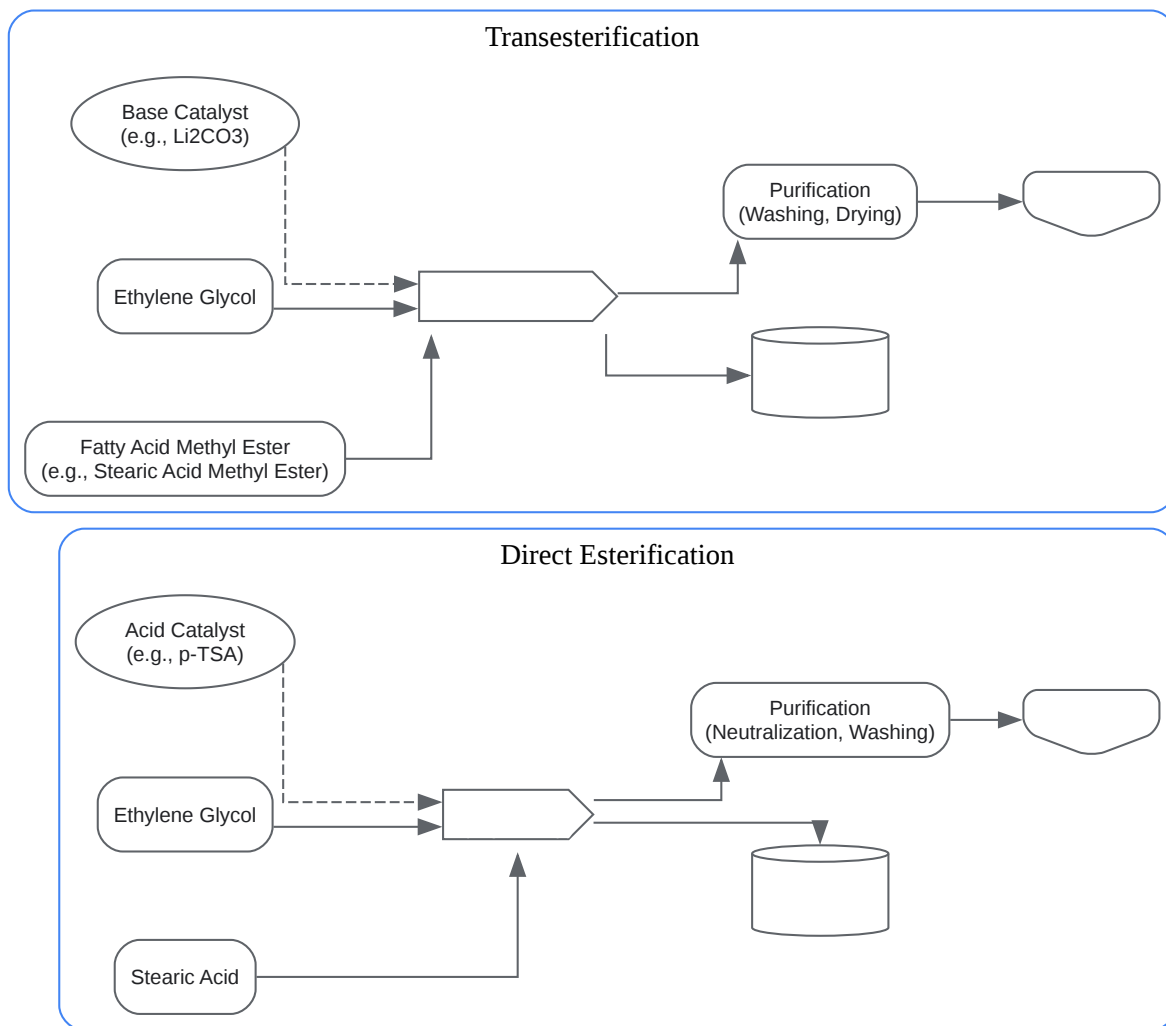 Transesterification
Base Catalyst
(e.g., Li2CO3)
Purification
(Washing, Drying)
Ethylene Glycol
Fatty Acid Methyl Ester
(e.g., Stearic Acid Methyl Ester)
Direct Esterification
Acid Catalyst
(e.g., p-TSA)
Purification
(Neutralization, Washing)
Ethylene Glycol
Stearic Acid